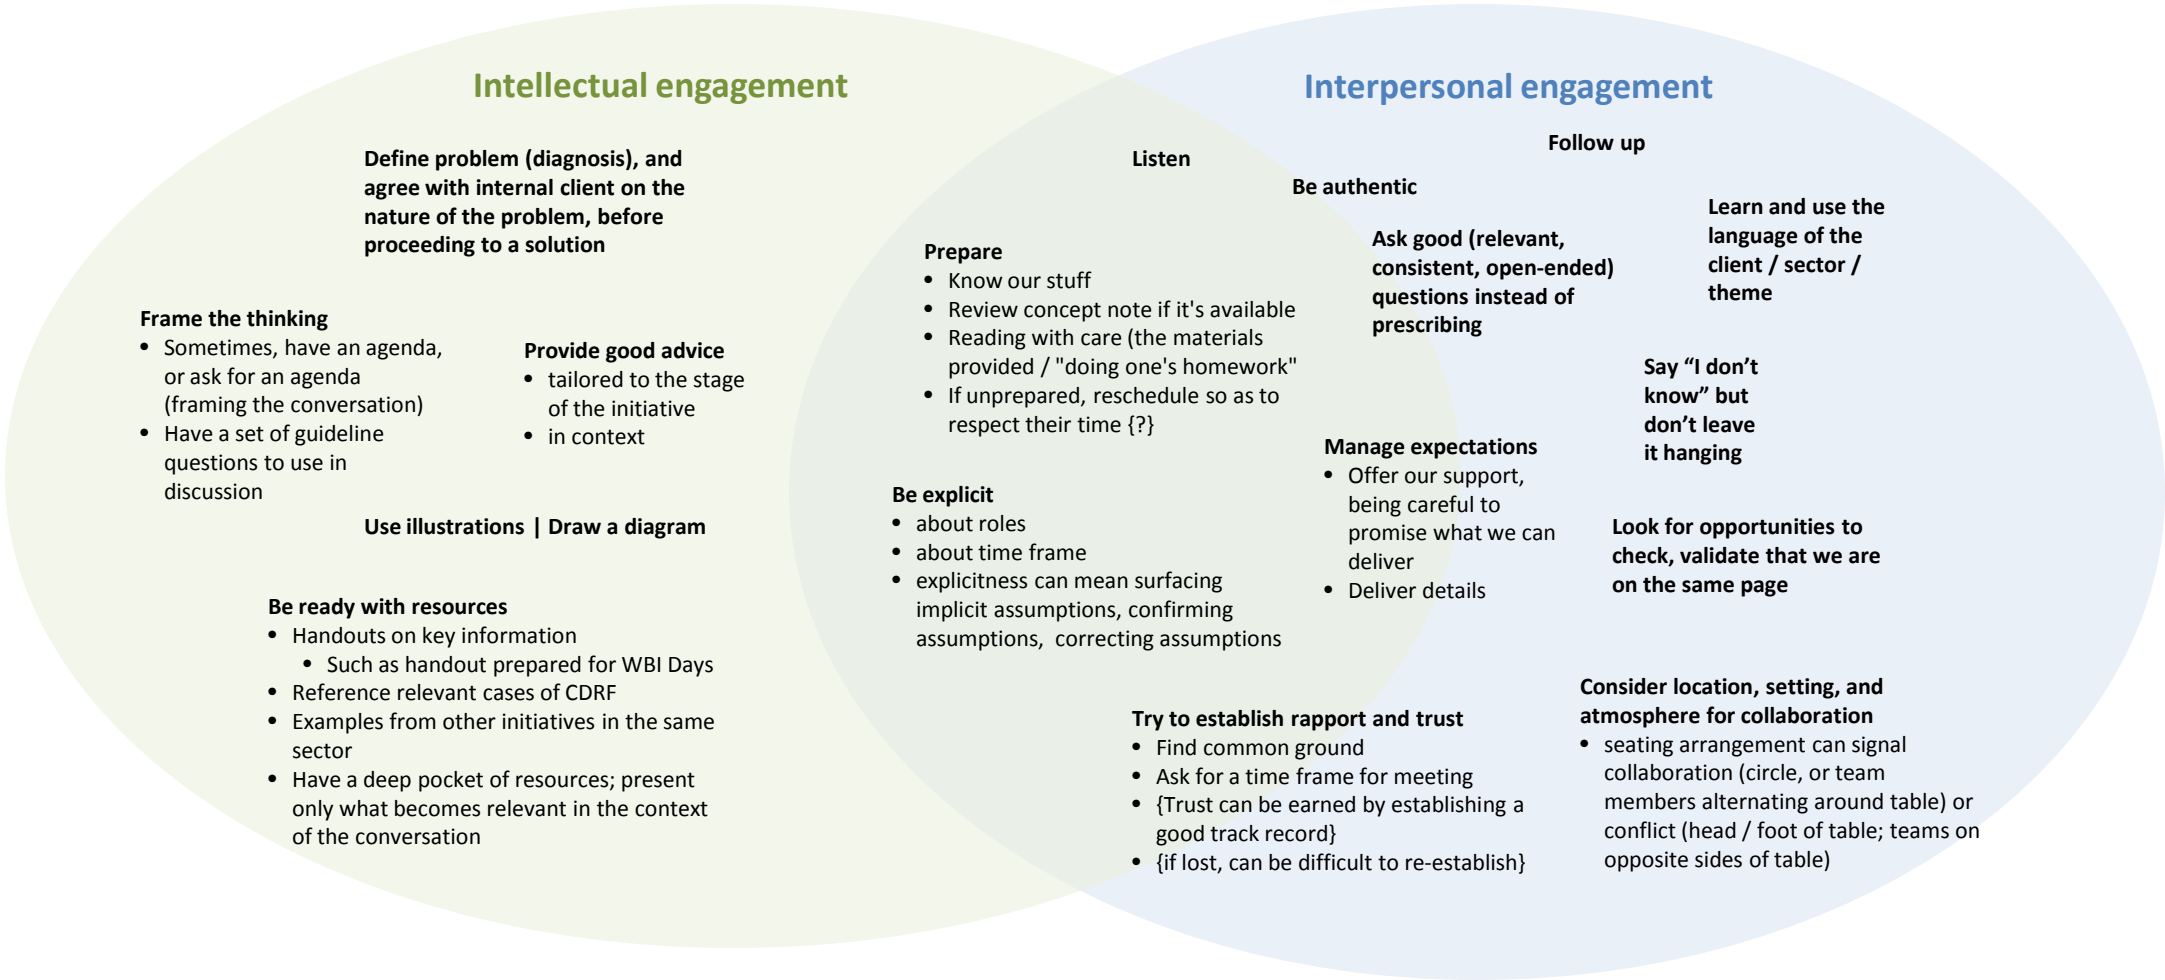 Intellectual engagement
Define problem (diagnosis), and
agree with internal client on the
nature of the problem, before
proceeding to a solution
Frame the thinking
• Sometimes, have an agenda,
or ask for an agenda
(framing the conversation)
• Have a set of guideline
questions to use in
discussion
Provide good advice
• tailored to the stage
of the initiative
• in context
Use illustrations | Draw a diagram
Be ready with resources
• Handouts on key information
• Such as handout prepared for WBI Days
• Reference relevant cases of CDRF
• Examples from other initiatives in the same
sector
• Have a deep pocket of resources; present
only what becomes relevant in the context
of the conversation
Listen
Prepare
• Know our stuff
• Review concept note if it's available
• Reading with care (the materials
provided / "doing one's homework"
• If unprepared, reschedule so as to
respect their time {?}
Be explicit
• about roles
• about time frame
• explicitness can mean surfacing
implicit assumptions, confirming
assumptions, correcting assumptions
Try to establish rapport and trust
• Find common ground
• Ask for a time frame for meeting
• {Trust can be earned by establishing a
good track record}
• {if lost, can be difficult to re-establish}
Interpersonal engagement
Follow up
Be authentic
Ask good (relevant,
consistent, open-ended)
questions instead of
prescribing
Learn and use the
language of the
client / sector /
theme
Say “I don’t
know” but
don’t leave
it hanging
Manage expectations
• Offer our support,
being careful to
promise what we can
deliver
• Deliver details
Look for opportunities to
check, validate that we are
on the same page
Consider location, setting, and
atmosphere for collaboration
• seating arrangement can signal
collaboration (circle, or team
members alternating around table) or
conflict (head / foot of table; teams on
opposite sides of table)